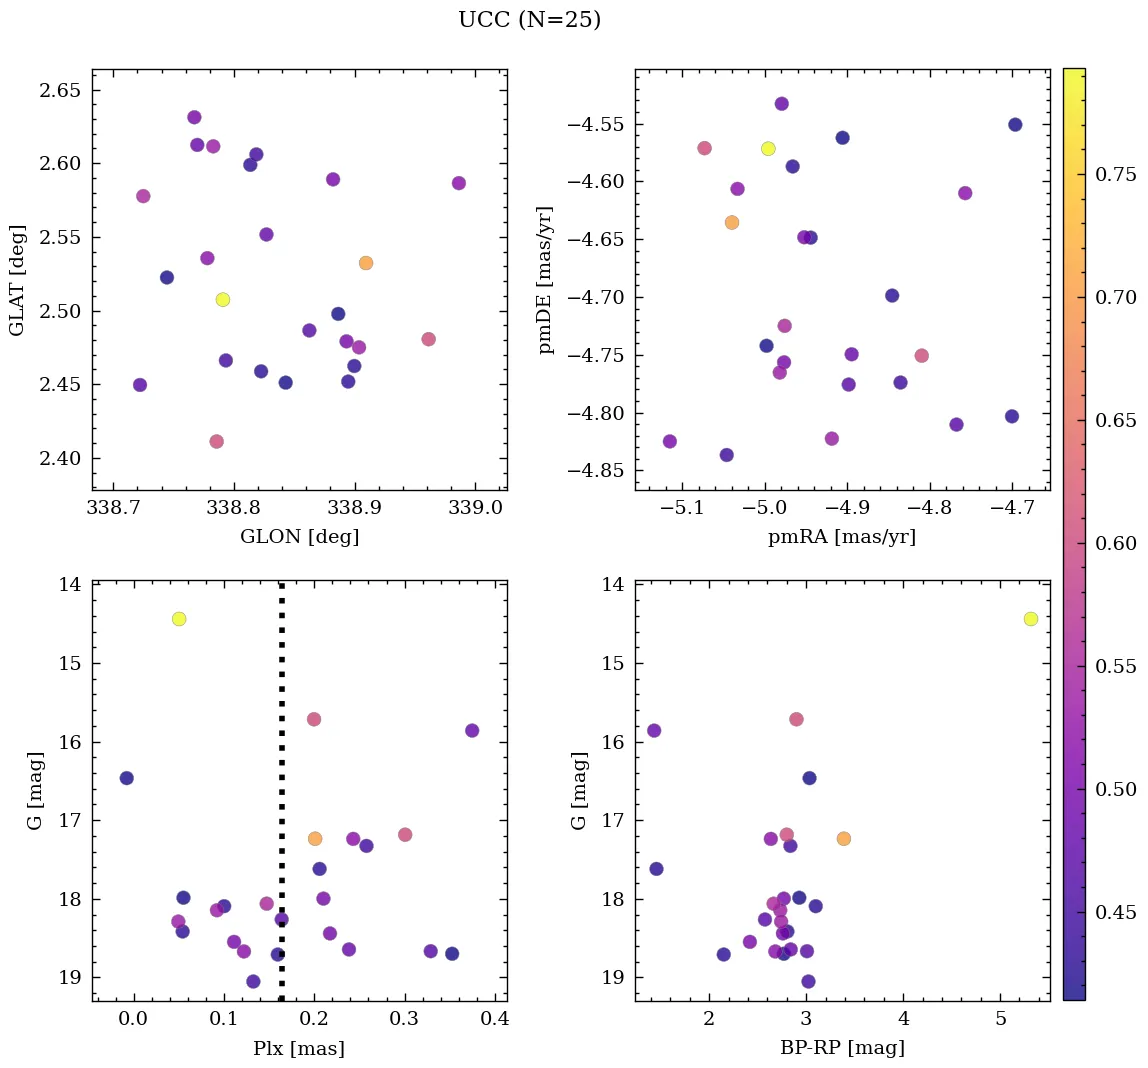 UCC (N=25)
2.65
2.60
2.55
2.50
2.45
2.40
GLAT [deg]
338.7 338.8 338.9 339.0
GLON [deg]
−4.55
−4.60
−4.65
−4.70
−4.75
−4.80
−4.85
pmDE [mas/yr]
−5.1 −5.0 −4.9 −4.8 −4.7
pmRA [mas/yr]
0.75
0.70
0.65
0.60
0.55
0.50
0.45
14
15
16
17
18
19
G [mag]
0.0 0.1 0.2 0.3 0.4
Plx [mas]
14
15
16
17
18
19
G [mag]
2 3 4 5
BP-RP [mag]